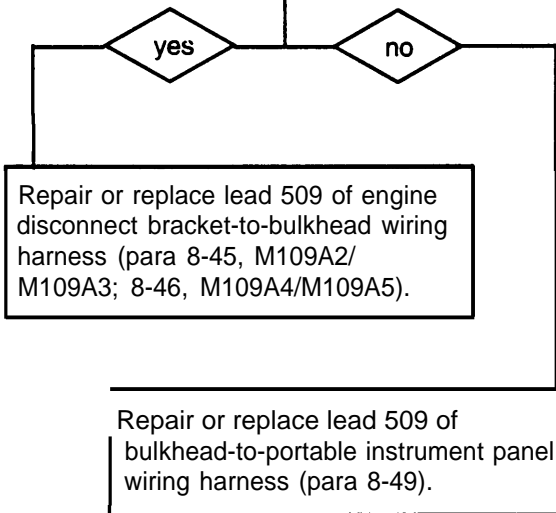 yes
no
Repair or replace lead 509 of engine
disconnect bracket-to-bulkhead wiring
harness (para 8-45, M109A2/
M109A3; 8-46, M109A4/M109A5).
Repair or replace lead 509 of
bulkhead-to-portable instrument panel
wiring harness (para 8-49).